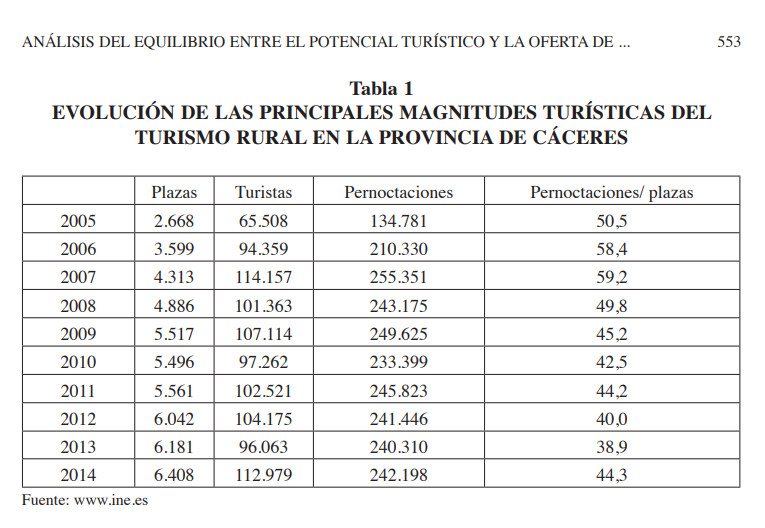 ANÁLISIS DEL EQUILIBRIO ENTRE EL POTENCIAL TURÍSTICO Y LA OFERTA DE ... 553
Tabla 1
EVOLUCIÓN DE LAS PRINCIPALES MAGNITUDES TURÍSTICAS DEL
TURISMO RURAL EN LA PROVINCIA DE CÁCERES
Plazas Turistas Pernoctaciones Pernoctaciones/ plazas
2005 2.668 65.508 134.781 50,5
2006 3.599 94.359 210.330 58,4
2007 4.313 114.157 255.351 59,2
2008 4.886 101.363 243.175 49,8
2009 5.517 107.114 249.625 45,2
2010 5.496 97.262 233.399 42,5
2011 5.561 102.521 245.823 44,2
2012 6.042 104.175 241.446 40,0
2013 6.181 96.063 240.310 38,9
2014 6.408 112.979 242.198 44,3
Fuente: www.ine.es